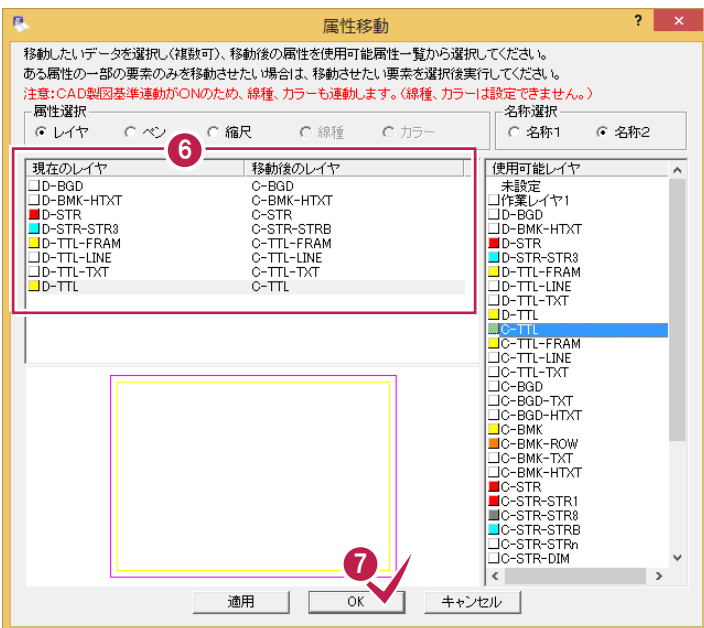 属性移動
? ×
移動したいデータを選択し(複数可)、移動後の属性を使用可能属性一覧から選択してください。
ある属性の一部の要素のみを移動させたい場合は、移動させたい要素を選択後実行してください。
注意:CAD製図基準連動がONのため、線種、カラーも連動します。(線種、カラーは設定できません。)
属性選択
レイヤ ペン 縮尺 線種 カラー
名称選択
名称1 名称2
6
現在のレイヤ 移動後のレイヤ
D-BGD C-BGD
D-BMK-HTXT C-BMK-HTXT
D-STR C-STR
D-STR-STR3 C-STR-STRB
D-TTL-FRAM C-TTL-FRAM
D-TTL-LINE C-TTL-LINE
D-TTL-TXT C-TTL-TXT
D-TTL C-TTL
使用可能レイヤ
未設定
作業レイヤ1
D-BGD
D-BMK-HTXT
D-STR
D-STR-STR3
D-TTL-FRAM
D-TTL-LINE
D-TTL-TXT
D-TTL
C-TTL
C-TTL-FRAM
C-TTL-LINE
C-TTL-TXT
C-BGD
C-BGD-TXT
C-BGD-HTXT
C-BMK
C-BMK-ROW
C-BMK-TXT
C-BMK-HTXT
C-STR
C-STR-STR1
C-STR-STR8
C-STR-STRB
C-STR-STRn
C-STR-DIM
7
適用 OK キャンセル